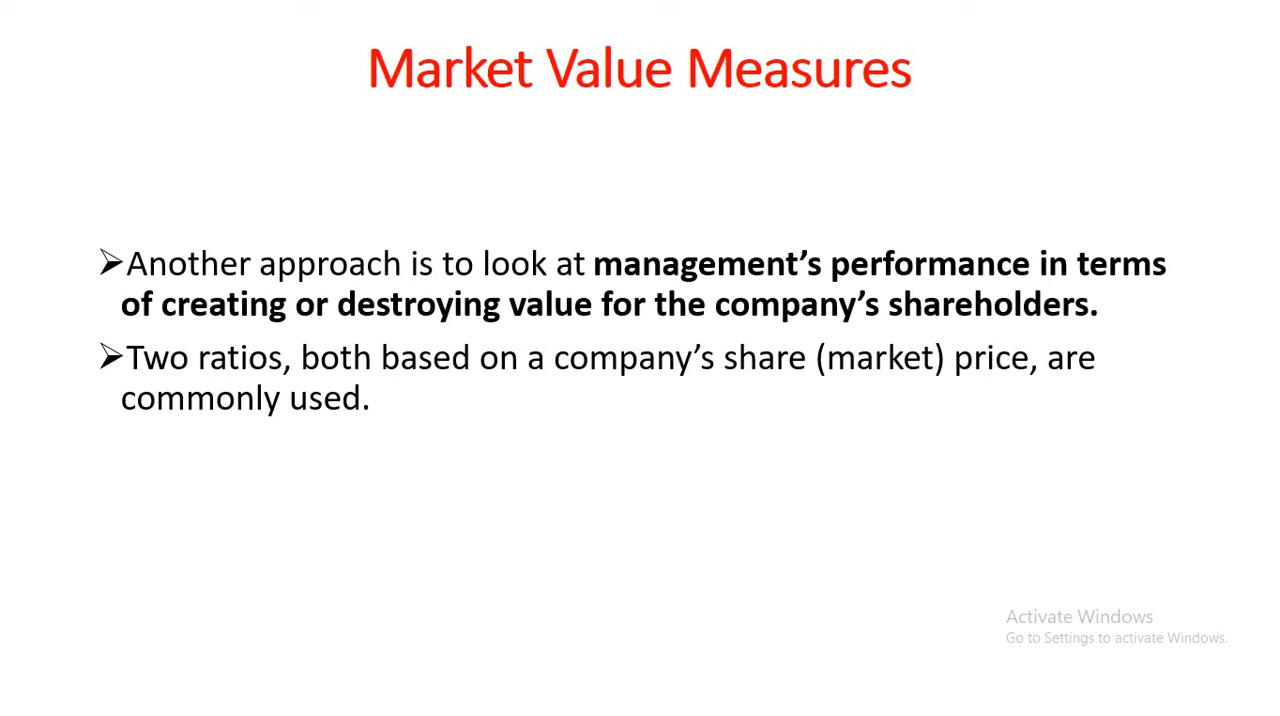 Market Value Measures
➢Another approach is to look at management’s performance in terms
of creating or destroying value for the company’s shareholders.
➢Two ratios, both based on a company’s share (market) price, are
commonly used.
Activate Windows
Go to Settings to activate Windows.